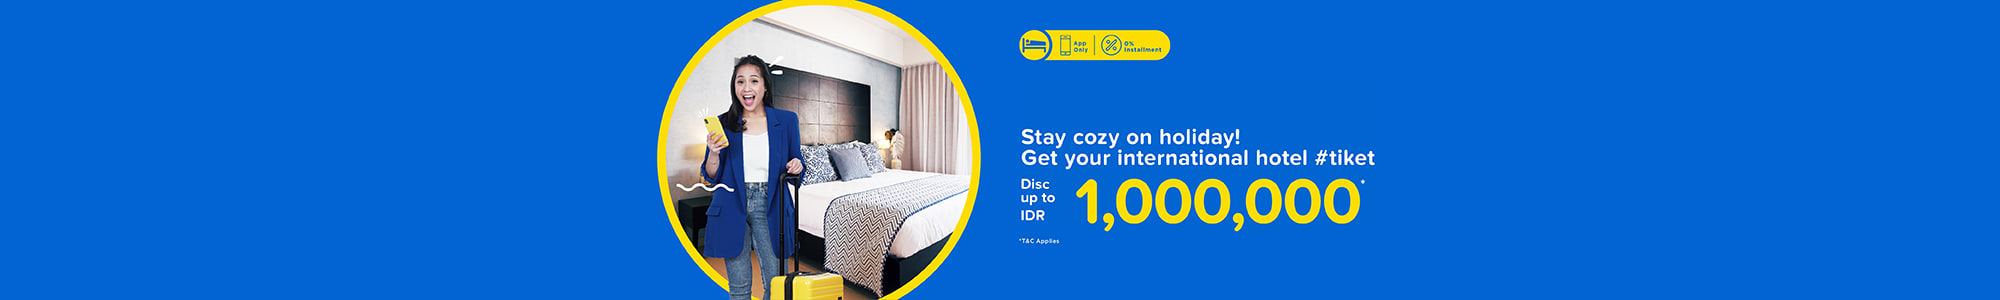 App
Only
0%
Installment
Stay cozy on holiday!
Get your international hotel #tiket
Disc
up to
IDR
1,000,000*
*T&C Applies